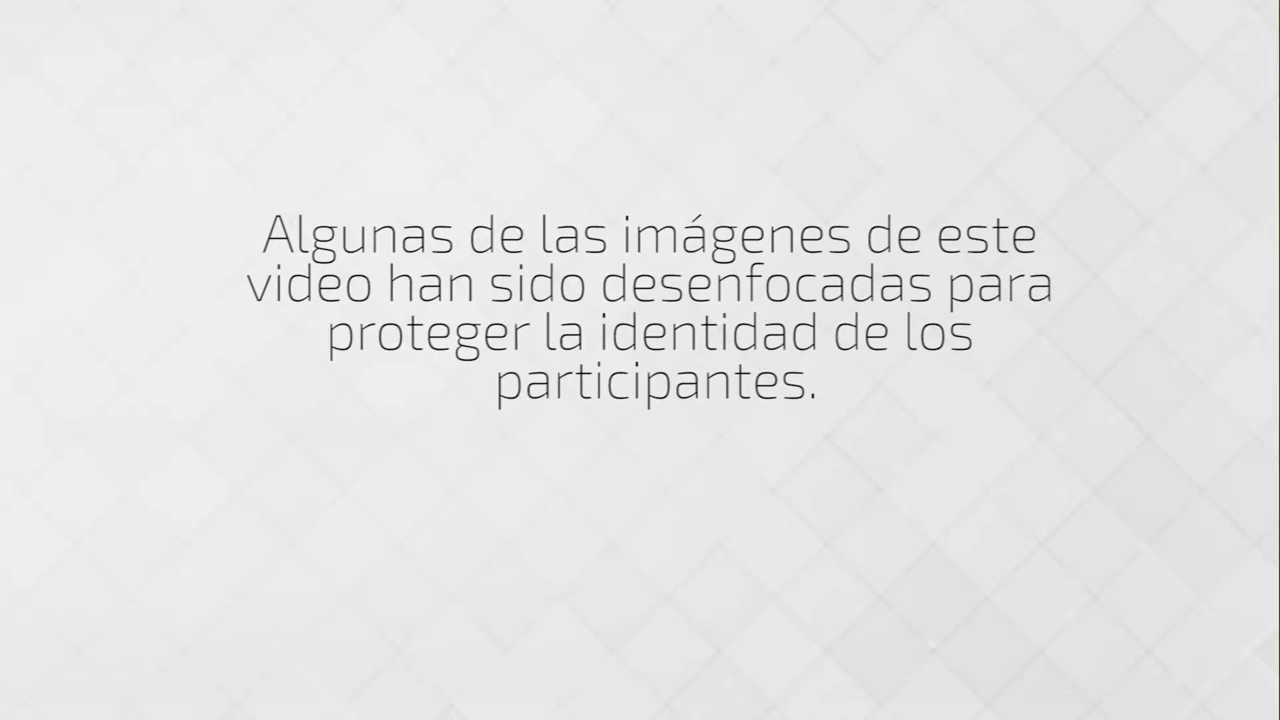 Algunas de las imágenes de este
video han sido desenfocadas para
proteger la identidad de los
participantes.